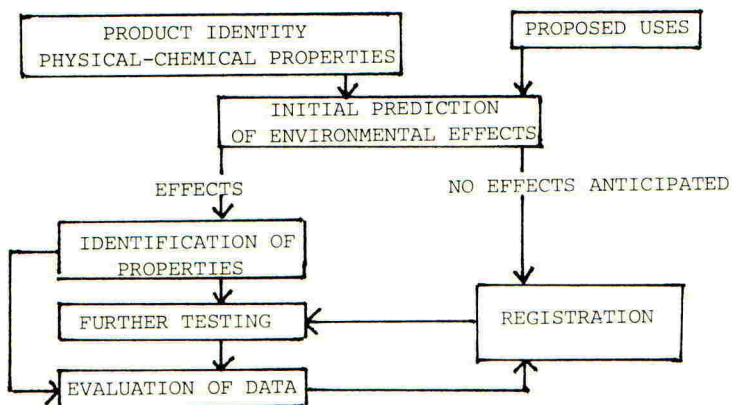 PRODUCT IDENTITY
PHYSICAL-CHEMICAL PROPERTIES
PROPOSED USES
INITIAL PREDICTION
OF ENVIRONMENTAL EFFECTS
EFFECTS
NO EFFECTS ANTICIPATED
IDENTIFICATION OF
PROPERTIES
FURTHER TESTING
REGISTRATION
EVALUATION OF DATA